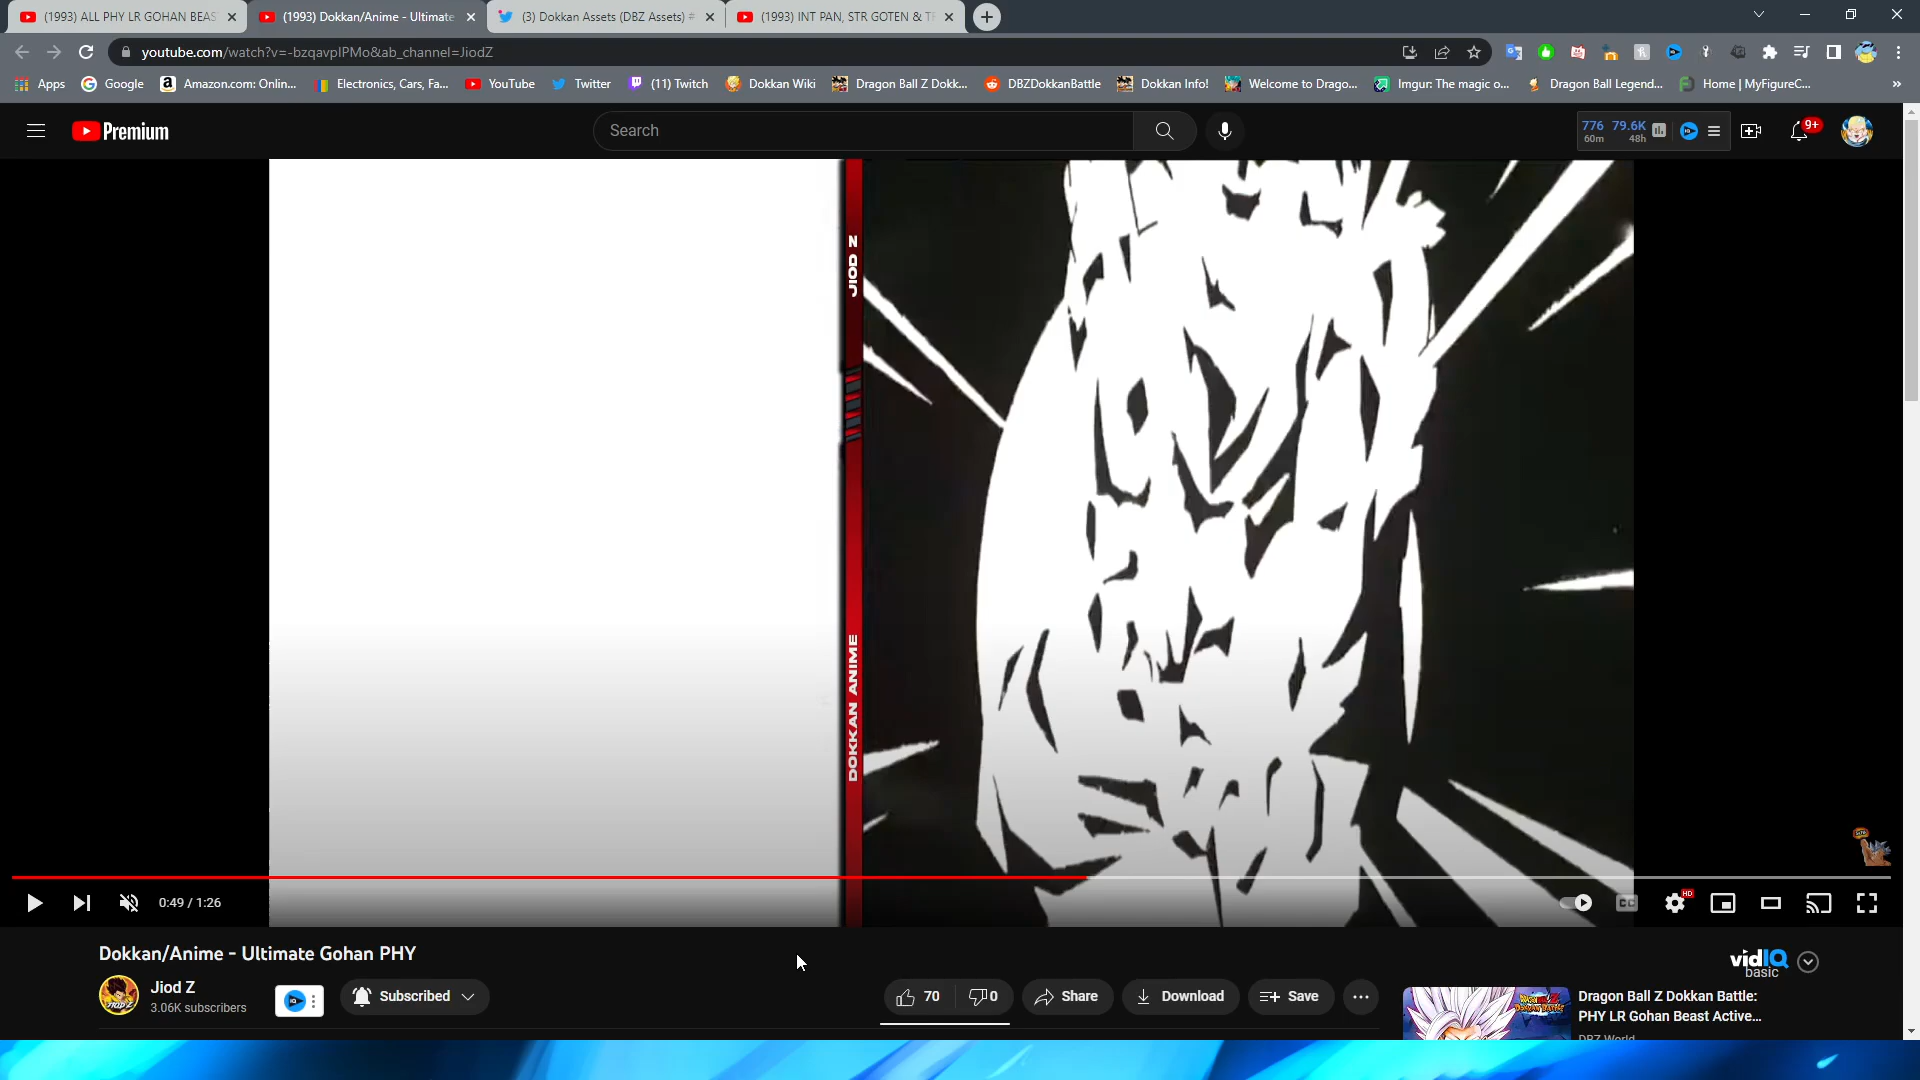 (1993) ALL PHY LR GOHAN BEAS
(1993) Dokkan/Anime - Ultimate
(3) Dokkan Assets (DBZ Assets) #
(1993) INT PAN, STR GOTEN & T
youtube.com/watch?v=-bzqavpIPMo&ab_channel=JiodZ
Apps
Google
Amazon.com: Onlin...
Electronics, Cars, Fa...
YouTube
Twitter
(11) Twitch
Dokkan Wiki
Dragon Ball Z Dokk...
DBZDokkanBattle
Dokkan Info!
Welcome to Drago...
Imgur: The magic o...
Dragon Ball Legend...
Home | MyFigureC...
»
Premium
Search
776 79.6K
60m 48h
9+
JIOD Z
DOKKAN ANIME
0:49 / 1:26
CC
HD
Dokkan/Anime - Ultimate Gohan PHY
Jiod Z
3.06K subscribers
Subscribed
70
0
Share
Download
Save
vidIQ
basic
Dragon Ball Z Dokkan Battle:
PHY LR Gohan Beast Active...
DBZ World